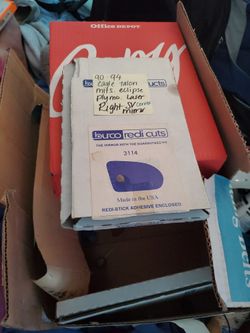 Office DEPOT
90-94
eagle talon
mits. eclipse
plymo Laser
Right SV
mirror
burco redi cuts
THE MIRROR WITH THE GUARANTEED FIT
3114
Made in the USA
REDI-STICK ADHESIVE ENCLOSED